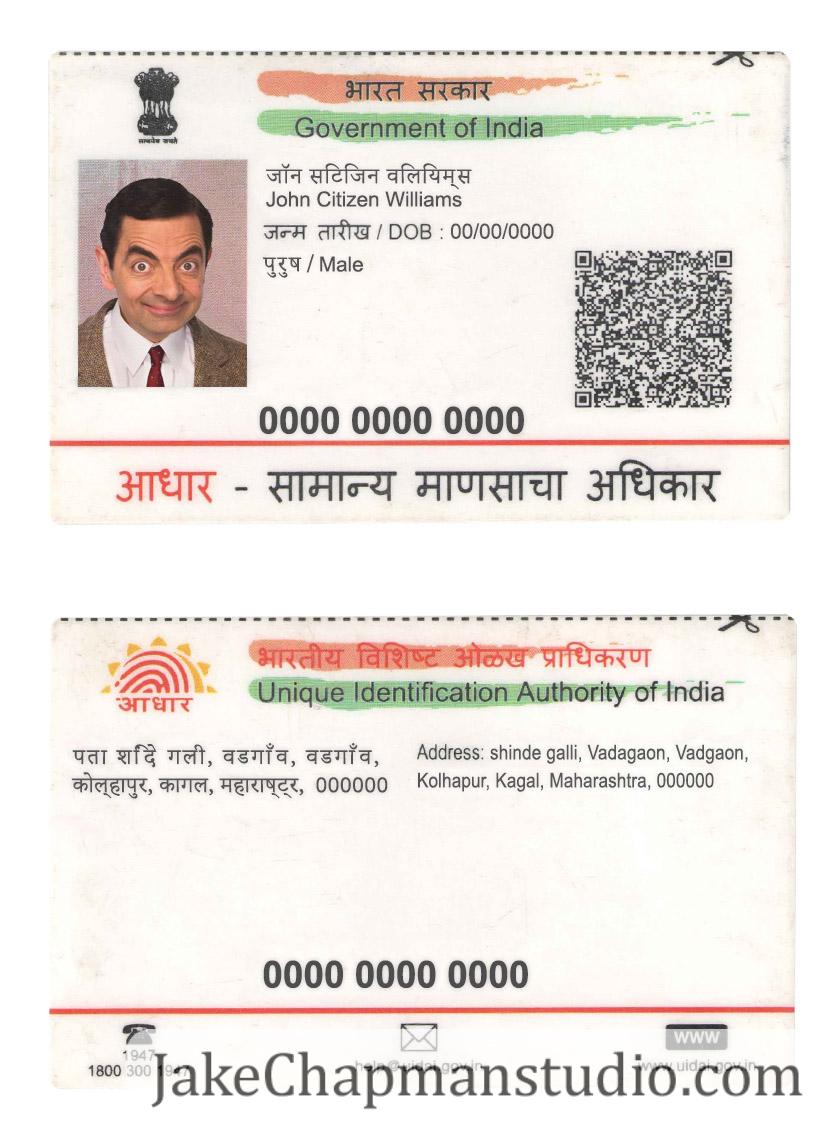 सत्यमेव जयते
भारत सरकार
Government of India
जॉन सटिजिन वलियिम्स
John Citizen Williams
जन्म तारीख / DOB : 00/00/0000
पुरुष / Male
0000 0000 0000
आधार - सामान्य माणसाचा अधिकार
भारतीय विशिष्ट ओळख प्राधिकरण
Unique Identification Authority of India
आधार
पता शदिे गली, वडगाँव, वडगाँव,
कोल्हापुर, कागल, महाराष्ट्र, 000000
Address: shinde galli, Vadagaon, Vadgaon,
Kolhapur, Kagal, Maharashtra, 000000
0000 0000 0000
1947
1800 300 1947
help@uidai.gov.in
WWW
www.uidai.gov.in
JakeChapmanstudio.com